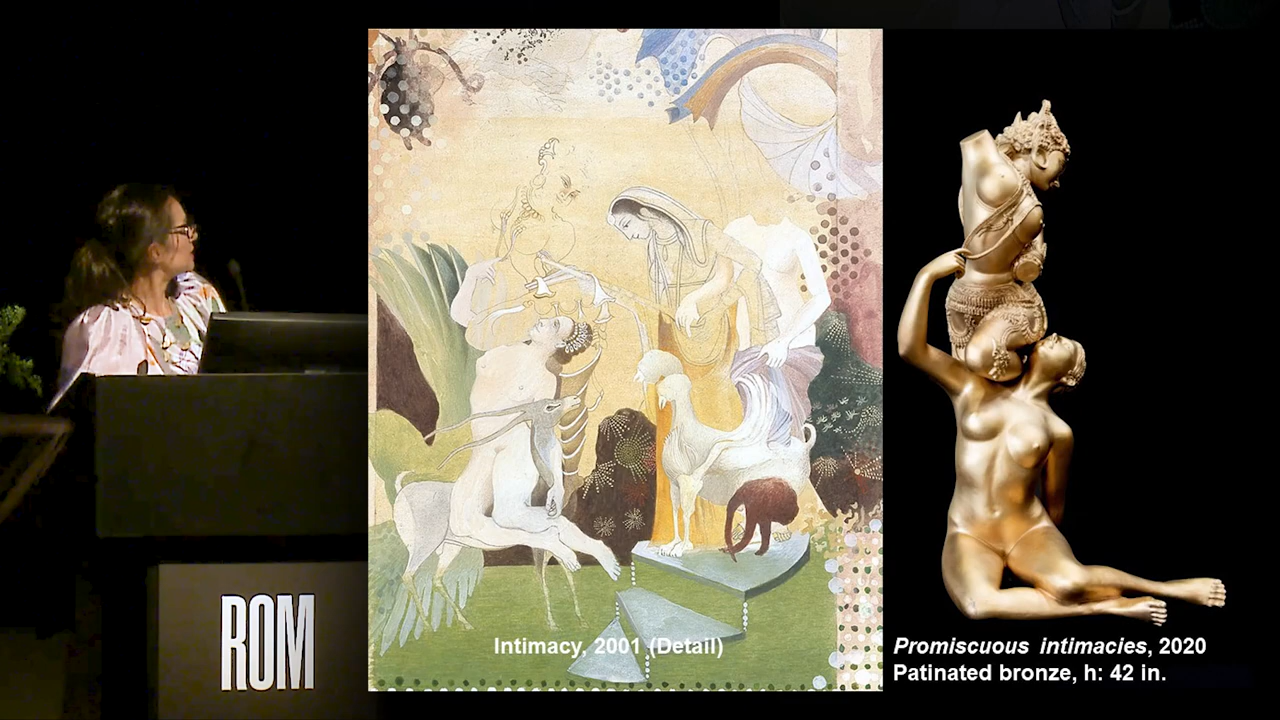 ROM
Intimacy, 2001 (Detail)
Promiscuous intimacies, 2020
Patinated bronze, h: 42 in.